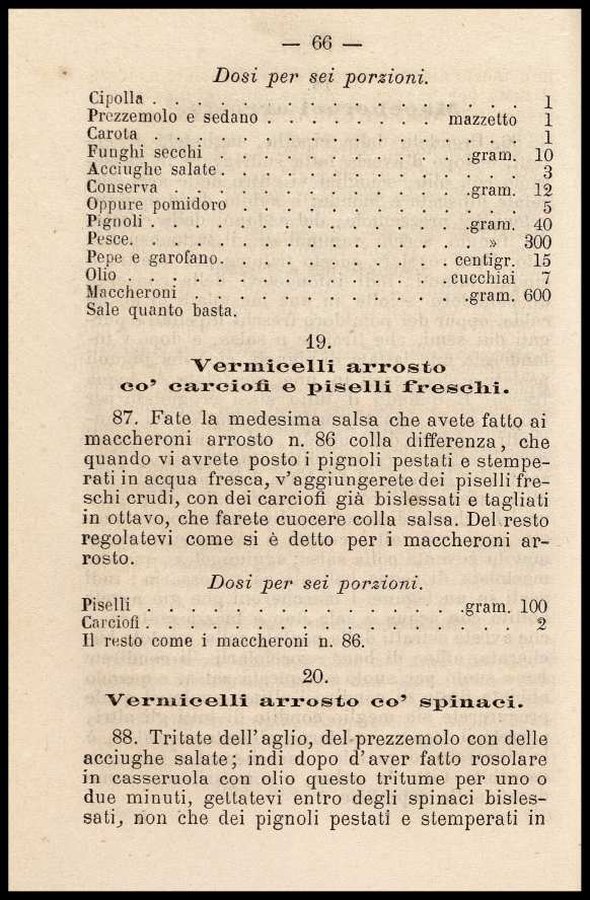 — 66 —
Dosi per sei porzioni.
Cipolla . . . . . . . . . . . . . . 1
Prezzemolo e sedano . . . . . . . . mazzetto 1
Carota . . . . . . . . . . . . . . 1
Funghi secchi . . . . . . . . . . .gram. 10
Acciughe salate . . . . . . . . . . . . 3
Conserva . . . . . . . . . . . . .gram. 12
Oppure pomidoro . . . . . . . . . . . . 5
Pignoli . . . . . . . . . . . . . .gram. 40
Pesce. . . . . . . . . . . . . . . » 300
Pepe e garofano. . . . . . . . . . centigr. 15
Olio . . . . . . . . . . . . . . .cucchiai 7
Maccheroni . . . . . . . . . . . .gram. 600
Sale quanto basta.
19.
Vermicelli arrosto
co’ carciofi e piselli freschi.
87. Fate la medesima salsa che avete fatto ai
maccheroni arrosto n. 86 colla differenza, che
quando vi avrete posto i pignoli pestati e stempe-
rati in acqua fresca, v’aggiungerete dei piselli fre-
schi crudi, con dei carciofi già bislessati e tagliati
in ottavo, che farete cuocere colla salsa. Del resto
regolatevi come si è detto per i maccheroni ar-
rosto.
Dosi per sei porzioni.
Piselli . . . . . . . . . . . . . .gram. 100
Carciofi . . . . . . . . . . . . . . . 2
Il resto come i maccheroni n. 86.
20.
Vermicelli arrosto co’ spinaci.
88. Tritate dell’aglio, del prezzemolo con delle
acciughe salate; indi dopo d’aver fatto rosolare
in casseruola con olio questo tritume per uno o
due minuti, gettatevi entro degli spinaci bisles-
sati, non che dei pignoli pestati e stemperati in